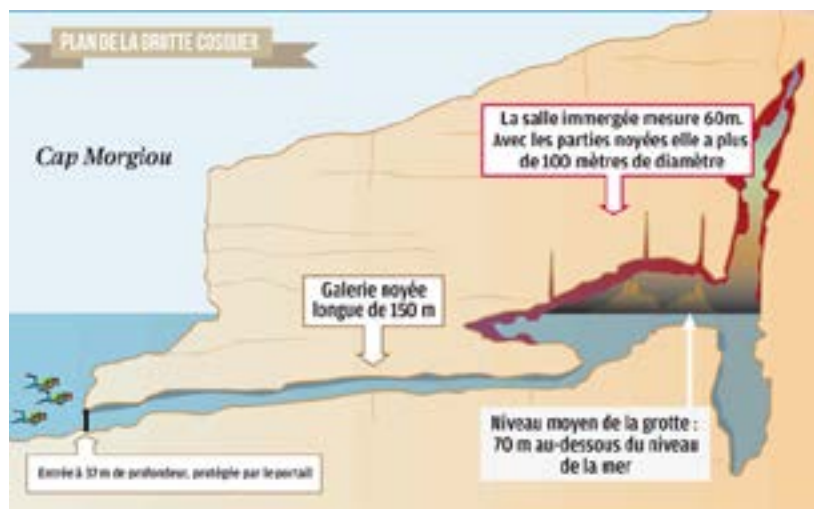 PLAN DE LA GROTTE COSQUER
Cap Morgiou
La salle immergée mesure 60m.
Avec les parties noyées elle a plus
de 100 mètres de diamètre
Galerie noyée
longue de 150 m
Niveau moyen de la grotte :
70 m au-dessous du niveau
de la mer
Entrée à 37 m de profondeur, protégée par le portail